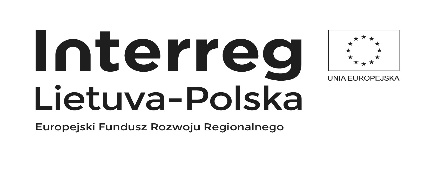 Interreg
UNIA EUROPEJSKA
Lietuva-Polska
Europejski Fundusz Rozwoju Regionalnego